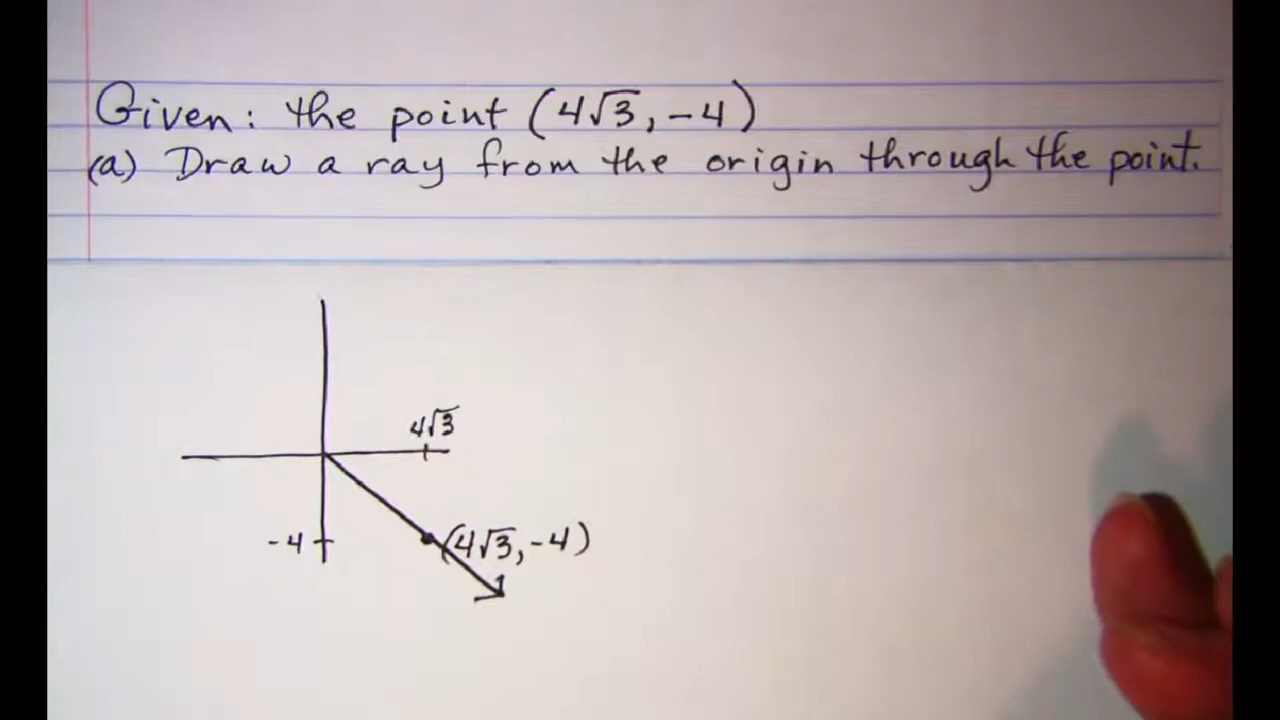 Given: the point (4√3, -4)
(a) Draw a ray from the origin through the point.
4√3
-4
(4√3, -4)